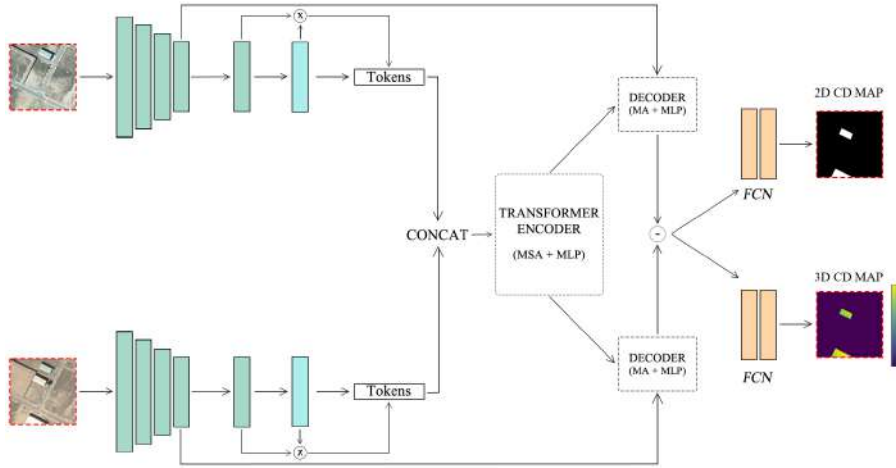 x
Tokens
DECODER
(MA + MLP)
2D CD MAP
FCN
TRANSFORMER
ENCODER
(MSA + MLP)
CONCAT
-
3D CD MAP
FCN
DECODER
(MA + MLP)
Tokens
x